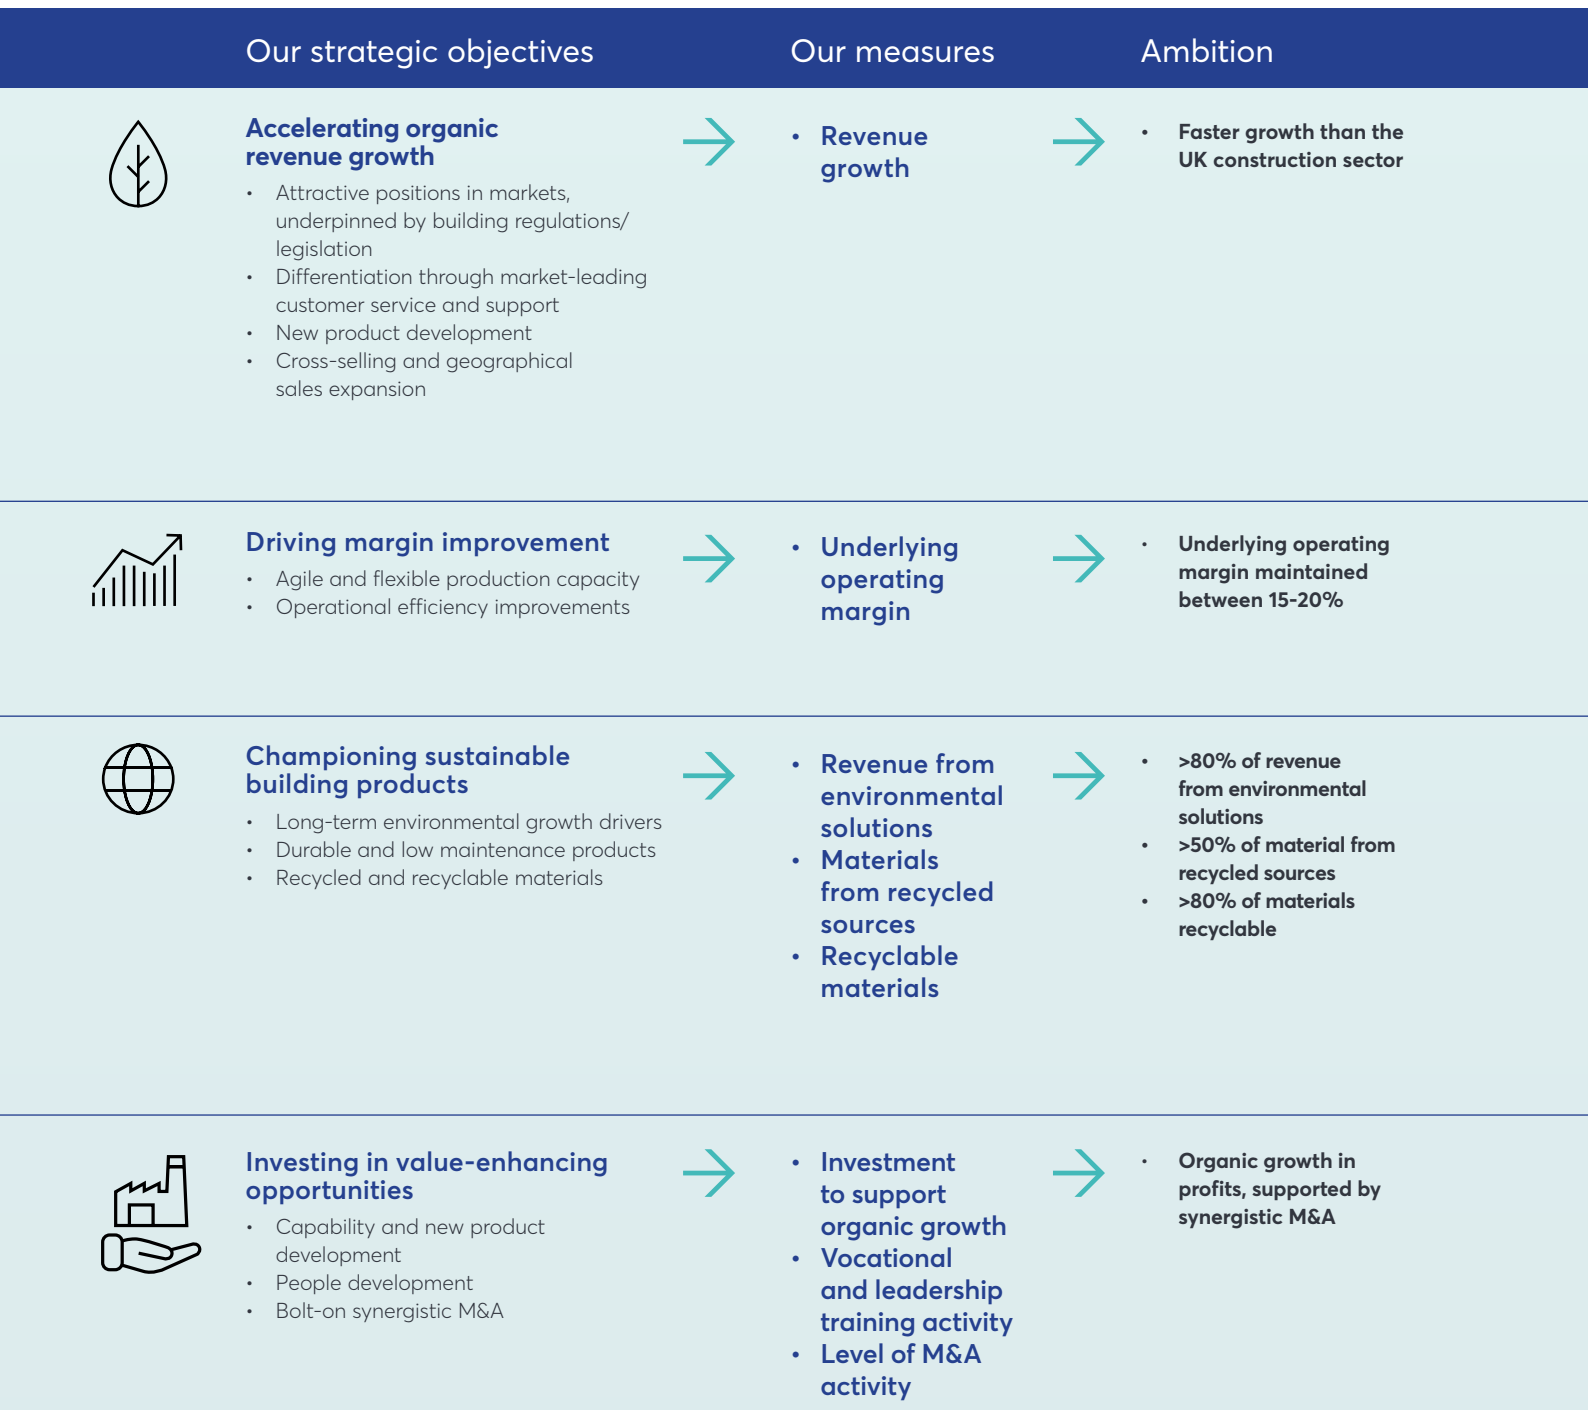 Our strategic objectives
Our measures
Ambition
Accelerating organic
revenue growth
• Attractive positions in markets,
underpinned by building regulations/
legislation
• Differentiation through market-leading
customer service and support
• New product development
• Cross-selling and geographical
sales expansion
• Revenue
growth
• Faster growth than the
UK construction sector
Driving margin improvement
• Agile and flexible production capacity
• Operational efficiency improvements
• Underlying
operating
margin
• Underlying operating
margin maintained
between 15-20%
Championing sustainable
building products
• Long-term environmental growth drivers
• Durable and low maintenance products
• Recycled and recyclable materials
• Revenue from
environmental
solutions
• Materials
from recycled
sources
• Recyclable
materials
• >80% of revenue
from environmental
solutions
• >50% of material from
recycled sources
• >80% of materials
recyclable
Investing in value-enhancing
opportunities
• Capability and new product
development
• People development
• Bolt-on synergistic M&A
• Investment
to support
organic growth
• Vocational
and leadership
training activity
• Level of M&A
activity
• Organic growth in
profits, supported by
synergistic M&A